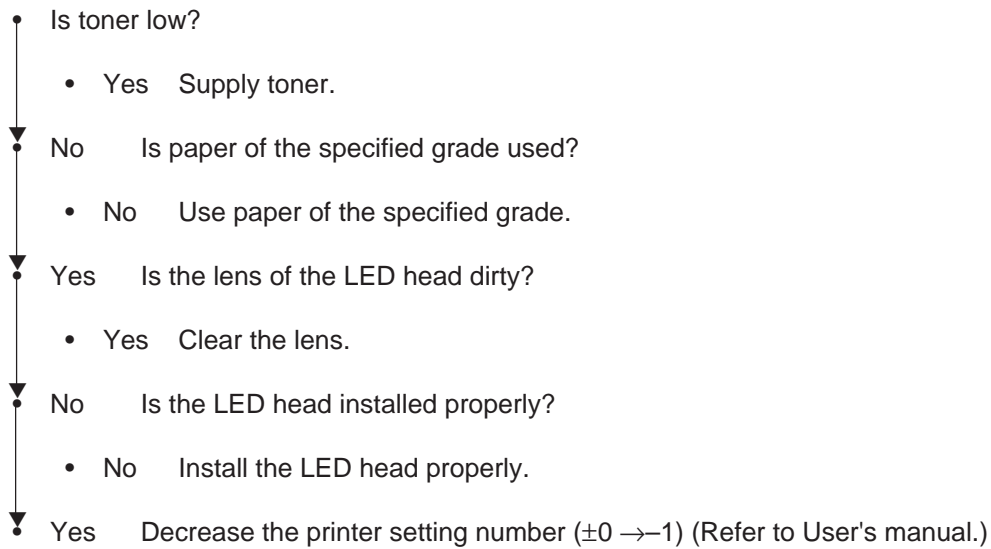 Is toner low?
• Yes Supply toner.
No Is paper of the specified grade used?
• No Use paper of the specified grade.
Yes Is the lens of the LED head dirty?
• Yes Clear the lens.
No Is the LED head installed properly?
• No Install the LED head properly.
Yes Decrease the printer setting number (±0 →–1) (Refer to User's manual.)